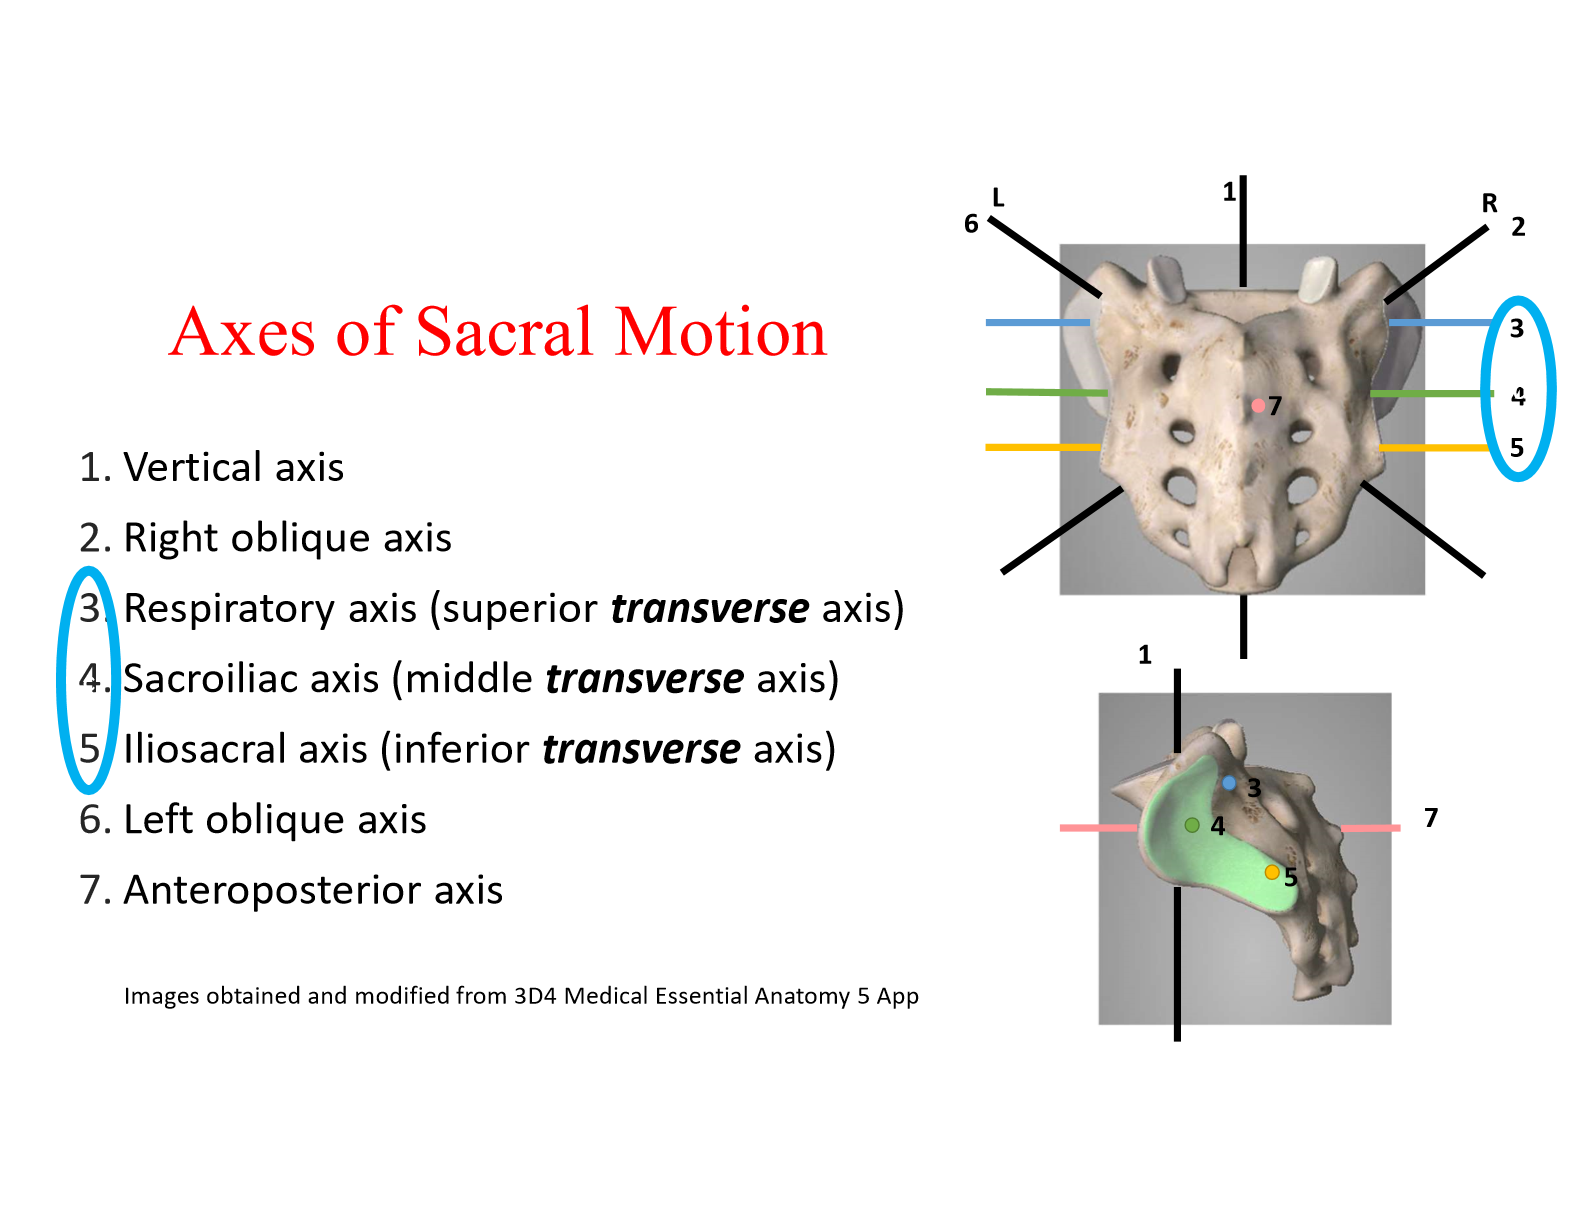 Axes of Sacral Motion
1. Vertical axis
2. Right oblique axis
3. Respiratory axis (superior transverse axis)
4. Sacroiliac axis (middle transverse axis)
5. Iliosacral axis (inferior transverse axis)
6. Left oblique axis
7. Anteroposterior axis
Images obtained and modified from 3D4 Medical Essential Anatomy 5 App
L
6
1
R
2
3
4
7
5
1
3
4
7
5